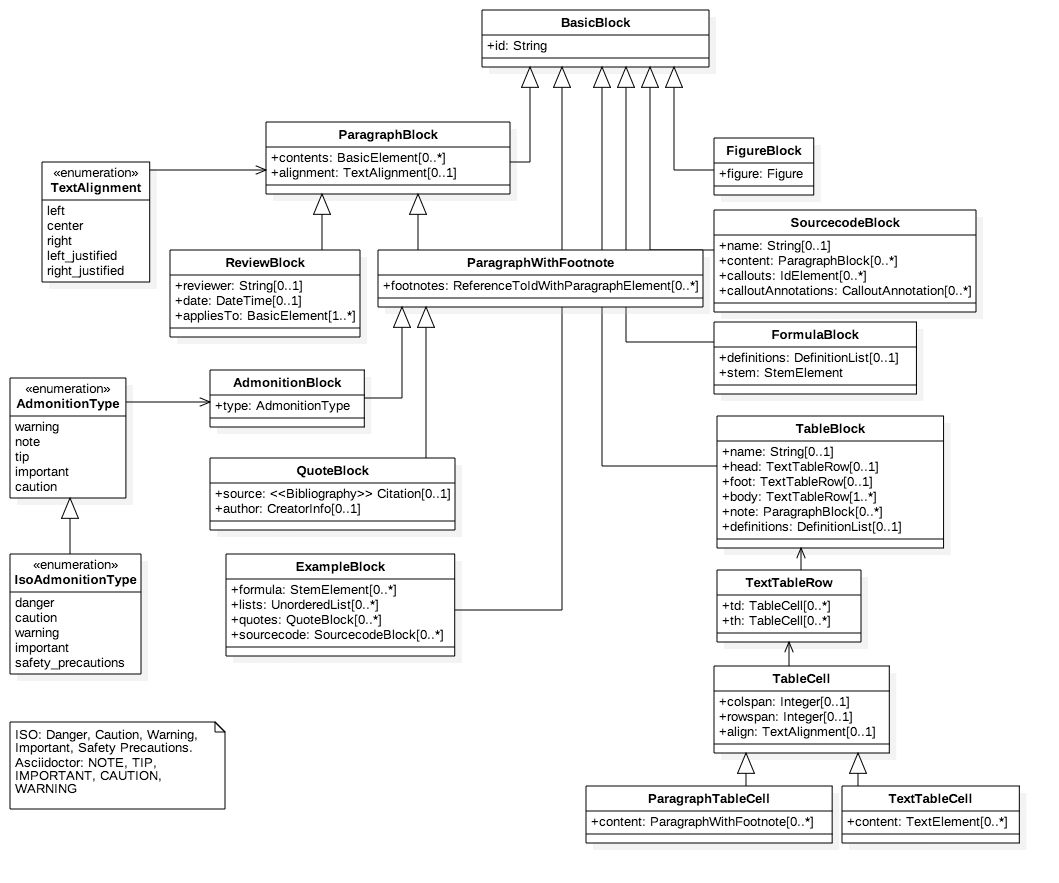 BasicBlock
+id: String
ParagraphBlock
+contents: BasicElement[0..*]
+alignment: TextAlignment[0..1]
«enumeration»
TextAlignment
left
center
right
left_justified
right_justified
FigureBlock
+figure: Figure
SourcecodeBlock
+name: String[0..1]
+content: ParagraphBlock[0..*]
+callouts: IdElement[0..*]
+calloutAnnotations: CalloutAnnotation[0..*]
ReviewBlock
+reviewer: String[0..1]
+date: DateTime[0..1]
+appliesTo: BasicElement[1..*]
ParagraphWithFootnote
+footnotes: ReferenceToIdWithParagraphElement[0..*]
FormulaBlock
+definitions: DefinitionList[0..1]
+stem: StemElement
«enumeration»
AdmonitionType
warning
note
tip
important
caution
AdmonitionBlock
+type: AdmonitionType
TableBlock
+name: String[0..1]
+head: TextTableRow[0..1]
+foot: TextTableRow[0..1]
+body: TextTableRow[1..*]
+note: ParagraphBlock[0..*]
+definitions: DefinitionList[0..1]
QuoteBlock
+source: <<Bibliography>> Citation[0..1]
+author: CreatorInfo[0..1]
«enumeration»
IsoAdmonitionType
danger
caution
warning
important
safety_precautions
ExampleBlock
+formula: StemElement[0..*]
+lists: UnorderedList[0..*]
+quotes: QuoteBlock[0..*]
+sourcecode: SourcecodeBlock[0..*]
TextTableRow
+td: TableCell[0..*]
+th: TableCell[0..*]
TableCell
+colspan: Integer[0..1]
+rowspan: Integer[0..1]
+align: TextAlignment[0..1]
ISO: Danger, Caution, Warning,
Important, Safety Precautions.
Asciidoctor: NOTE, TIP,
IMPORTANT, CAUTION,
WARNING
ParagraphTableCell
+content: ParagraphWithFootnote[0..*]
TextTableCell
+content: TextElement[0..*]